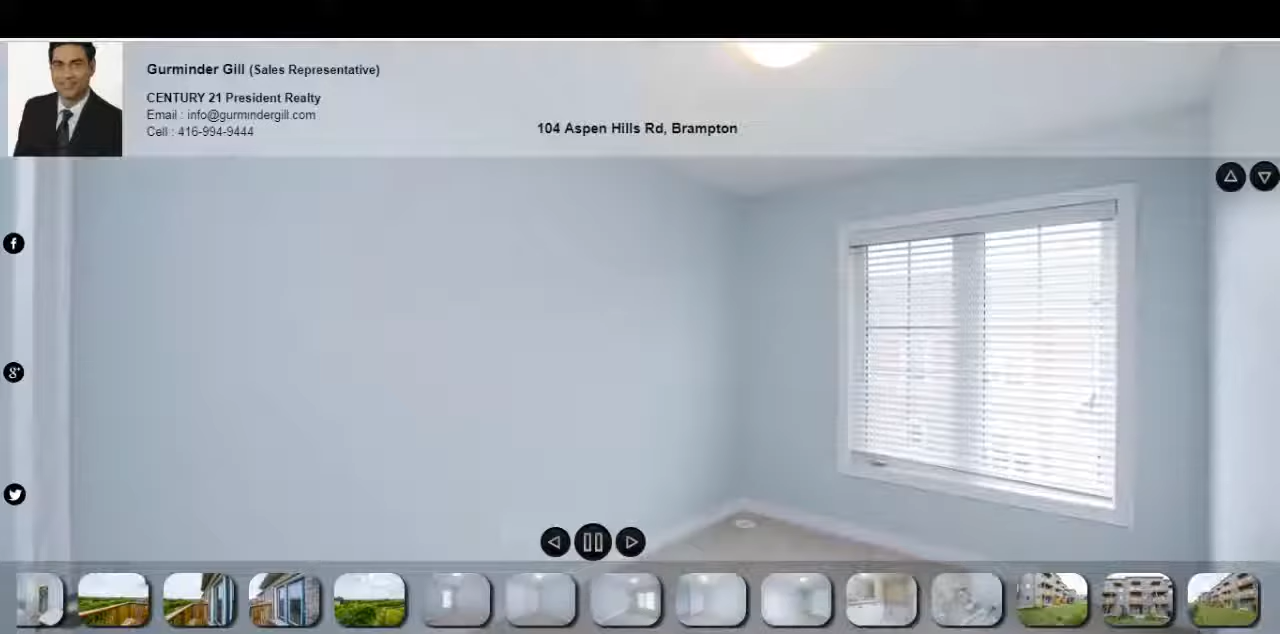 Gurminder Gill (Sales Representative)
CENTURY 21 President Realty
Email : info@gurmindergill.com
Cell : 416-994-9444
104 Aspen Hills Rd, Brampton